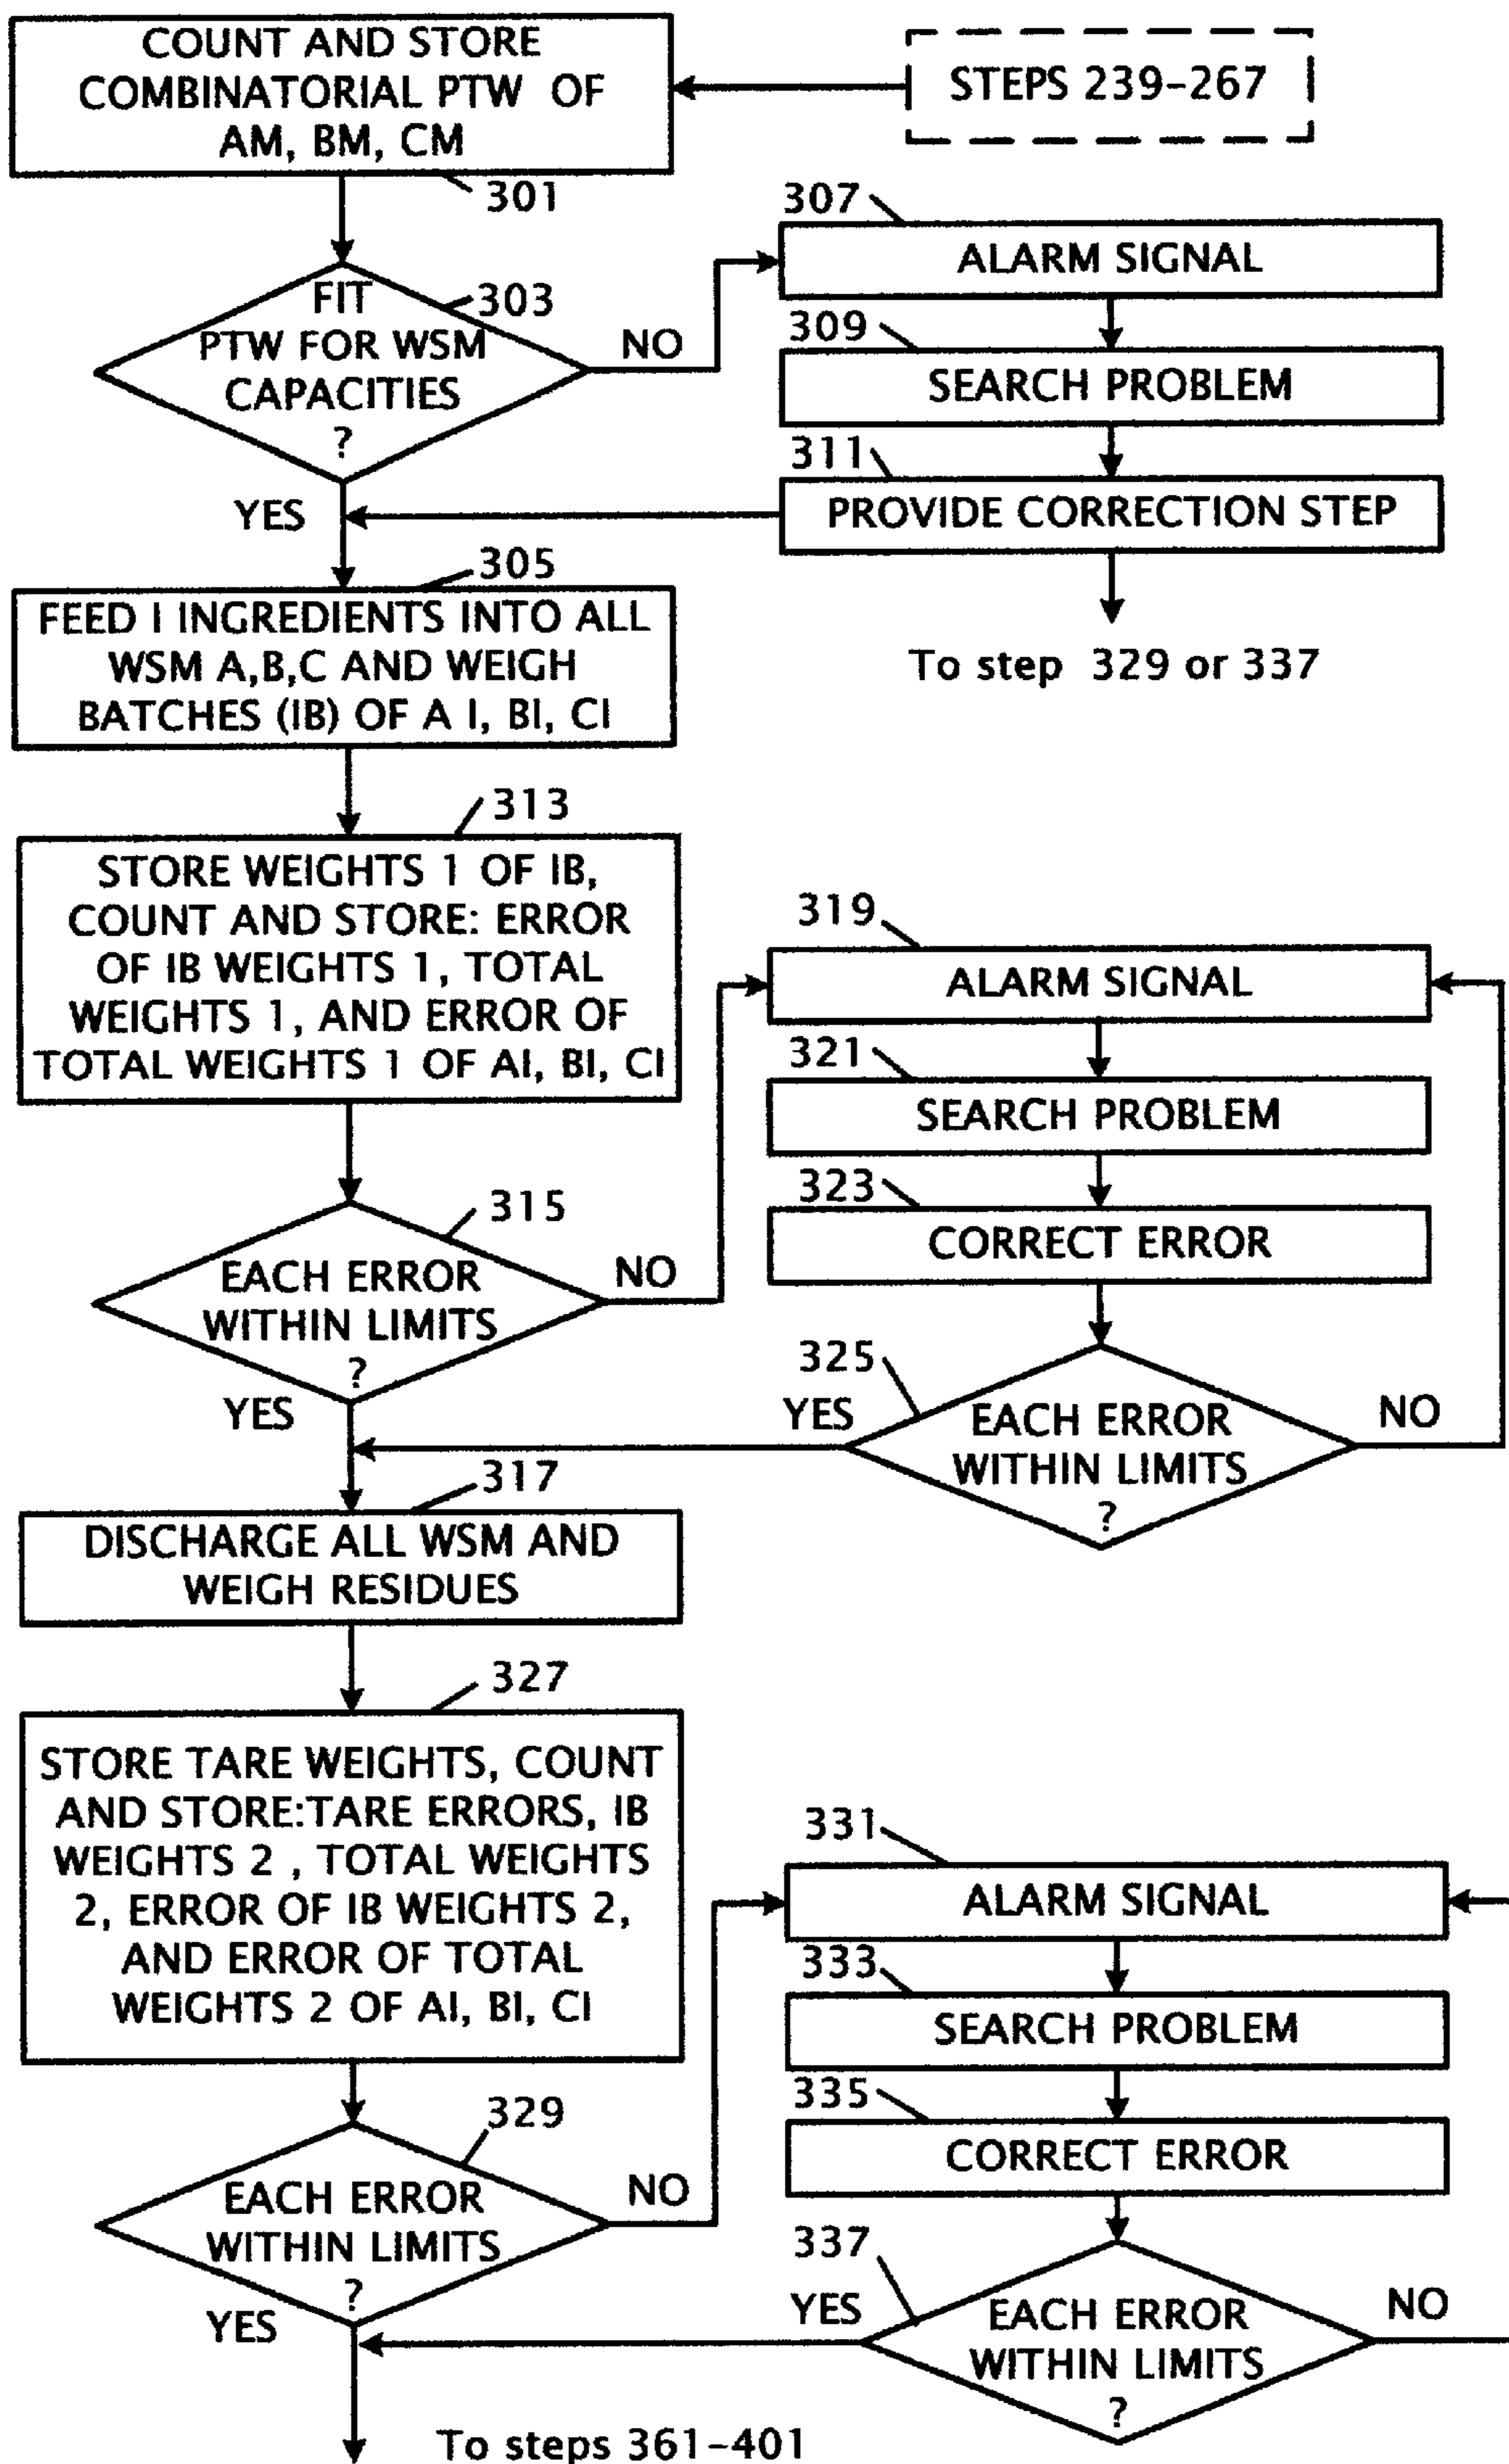 COUNT AND STORE
COMBINATORIAL PTW OF
AM, BM, CM
STEPS 239-267
301
FIT
PTW FOR WSM
CAPACITIES
?
303
NO
YES
307
ALARM SIGNAL
309
SEARCH PROBLEM
311
PROVIDE CORRECTION STEP
To step 329 or 337
305
FEED I INGREDIENTS INTO ALL
WSM A,B,C AND WEIGH
BATCHES (IB) OF A I, BI, CI
313
STORE WEIGHTS 1 OF IB,
COUNT AND STORE: ERROR
OF IB WEIGHTS 1, TOTAL
WEIGHTS 1, AND ERROR OF
TOTAL WEIGHTS 1 OF AI, BI, CI
315
EACH ERROR
WITHIN LIMITS
?
NO
YES
319
ALARM SIGNAL
321
SEARCH PROBLEM
323
CORRECT ERROR
325
YES
EACH ERROR
WITHIN LIMITS
?
NO
317
DISCHARGE ALL WSM AND
WEIGH RESIDUES
327
STORE TARE WEIGHTS, COUNT
AND STORE:TARE ERRORS, IB
WEIGHTS 2 , TOTAL WEIGHTS
2, ERROR OF IB WEIGHTS 2,
AND ERROR OF TOTAL
WEIGHTS 2 OF AI, BI, CI
329
EACH ERROR
WITHIN LIMITS
?
NO
YES
331
ALARM SIGNAL
333
SEARCH PROBLEM
335
CORRECT ERROR
337
YES
EACH ERROR
WITHIN LIMITS
?
NO
To steps 361-401